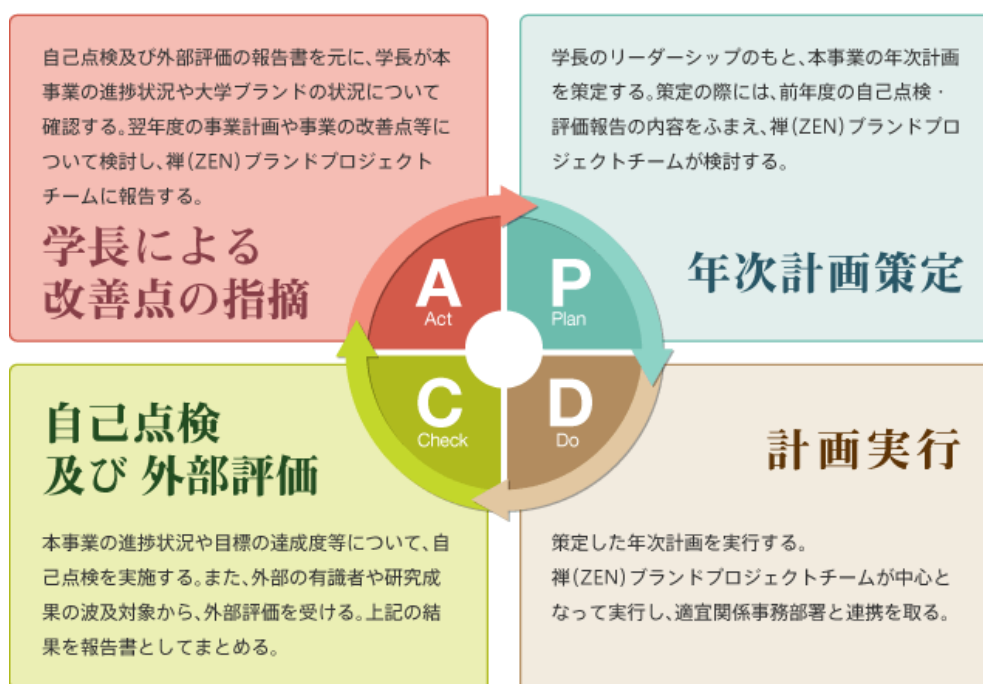 自己点検及び外部評価の報告書を元に、学長が本
事業の進捗状況や大学ブランドの状況について
確認する。翌年度の事業計画や事業の改善点等に
ついて検討し、禅(ZEN)ブランドプロジェクト
チームに報告する。
学長による
改善点の指摘
学長のリーダーシップのもと、本事業の年次計画
を策定する。策定の際には、前年度の自己点検・
評価報告の内容をふまえ、禅(ZEN)ブランドプロ
ジェクトチームが検討する。
年次計画策定
A
Act
P
Plan
C
Check
D
Do
自己点検
及び 外部評価
本事業の進捗状況や目標の達成度等について、自
己点検を実施する。また、外部の有識者や研究成
果の波及対象から、外部評価を受ける。上記の結
果を報告書としてまとめる。
計画実行
策定した年次計画を実行する。
禅(ZEN)ブランドプロジェクトチームが中心と
なって実行し、適宜関係事務部署と連携を取る。